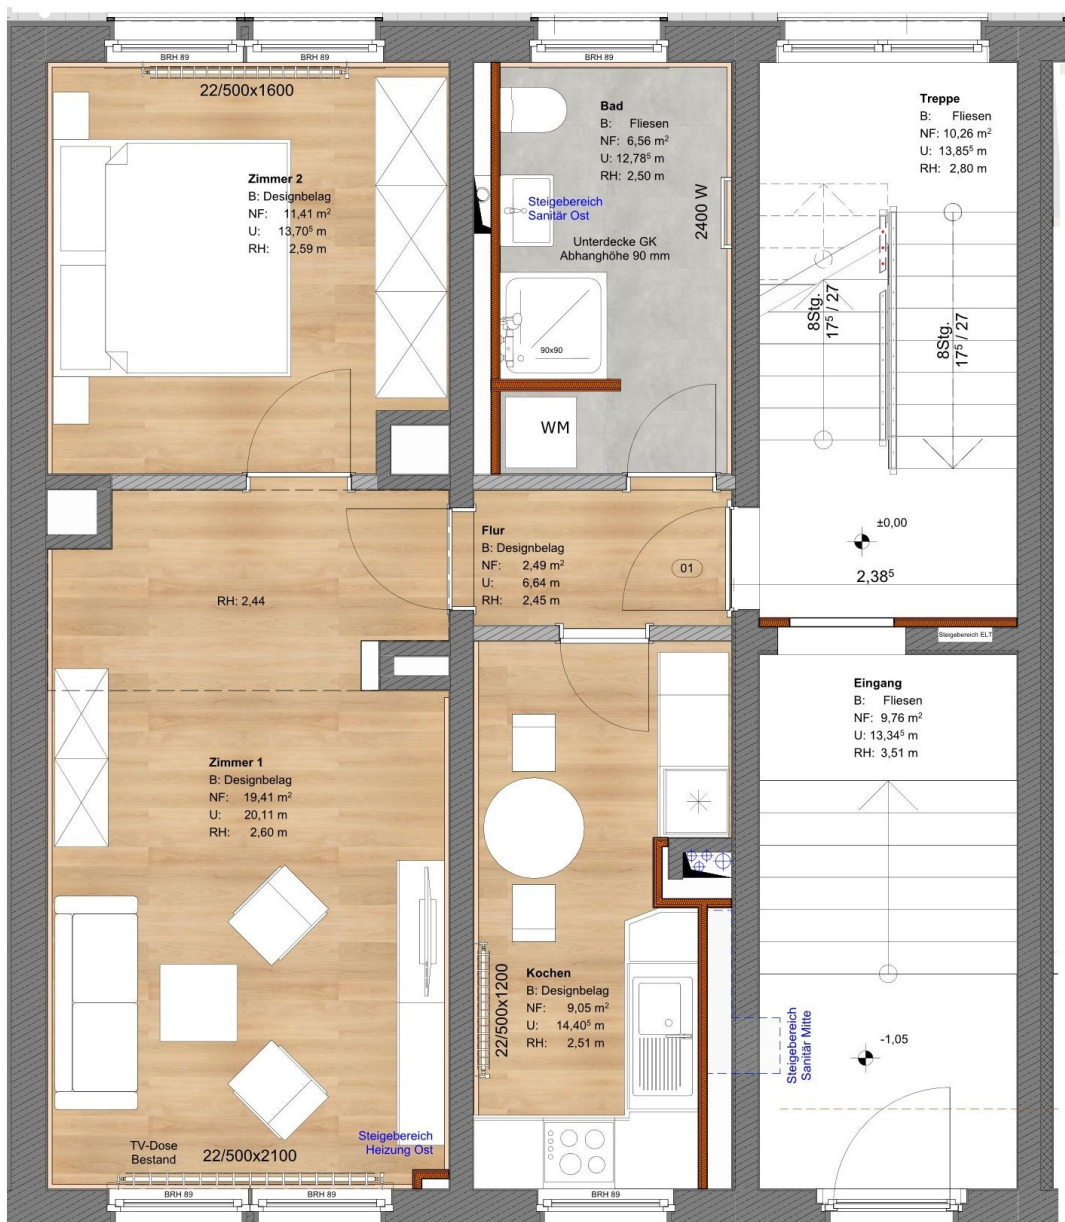 BRH 89
BRH 89
BRH 89
22/500x1600
Zimmer 2
B: Designbelag
NF: 11,41 m²
U: 13,70⁵ m
RH: 2,59 m
Bad
B: Fliesen
NF: 6,56 m²
U: 12,78⁵ m
RH: 2,50 m
Steigebereich
Sanitär Ost
Unterdecke GK
Abhanghöhe 90 mm
2400 W
90x90
WM
Treppe
B: Fliesen
NF: 10,26 m²
U: 13,85⁵ m
RH: 2,80 m
8Stg.
17⁵ / 27
8Stg.
17⁵ / 27
±0,00
2,38⁵
Flur
B: Designbelag
NF: 2,49 m²
U: 6,64 m
RH: 2,45 m
01
RH: 2,44
Steigebereich ELT
Eingang
B: Fliesen
NF: 9,76 m²
U: 13,34⁵ m
RH: 3,51 m
Zimmer 1
B: Designbelag
NF: 19,41 m²
U: 20,11 m
RH: 2,60 m
Kochen
B: Designbelag
NF: 9,05 m²
U: 14,40⁵ m
RH: 2,51 m
22/500x1200
Steigebereich
Sanitär Mitte
-1,05
TV-Dose
Bestand
22/500x2100
Steigebereich
Heizung Ost
BRH 89
BRH 89
BRH 89